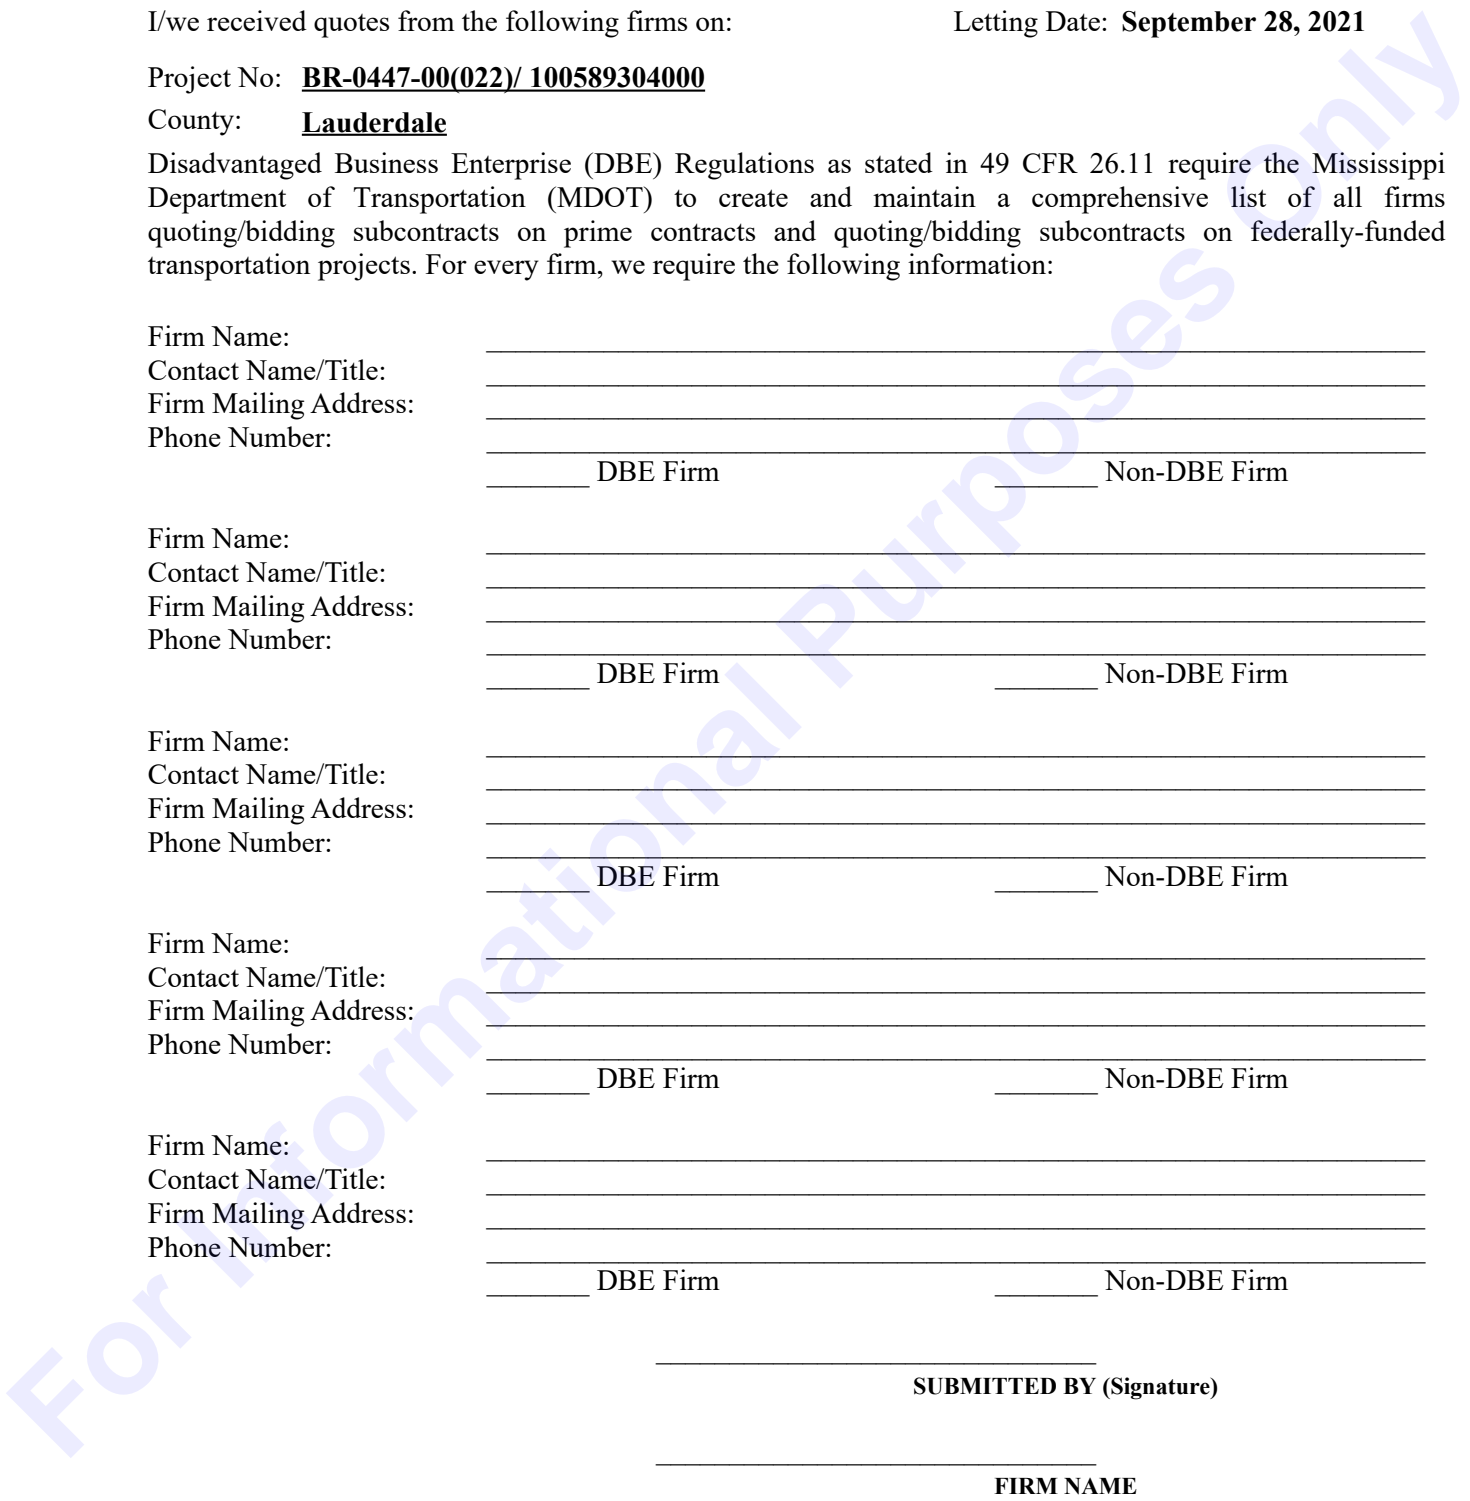 I/we received quotes from the following firms on: Letting Date: September 28, 2021
Project No: BR-0447-00(022)/ 100589304000
County: Lauderdale
Disadvantaged Business Enterprise (DBE) Regulations as stated in 49 CFR 26.11 require the Mississippi
Department of Transportation (MDOT) to create and maintain a comprehensive list of all firms
quoting/bidding subcontracts on prime contracts and quoting/bidding subcontracts on federally-funded
transportation projects. For every firm, we require the following information:
Firm Name:
Contact Name/Title:
Firm Mailing Address:
Phone Number:
DBE Firm Non-DBE Firm
Firm Name:
Contact Name/Title:
Firm Mailing Address:
Phone Number:
DBE Firm Non-DBE Firm
Firm Name:
Contact Name/Title:
Firm Mailing Address:
Phone Number:
DBE Firm Non-DBE Firm
Firm Name:
Contact Name/Title:
Firm Mailing Address:
Phone Number:
DBE Firm Non-DBE Firm
Firm Name:
Contact Name/Title:
Firm Mailing Address:
Phone Number:
DBE Firm Non-DBE Firm
SUBMITTED BY (Signature)
FIRM NAME
For Informational Purposes Only